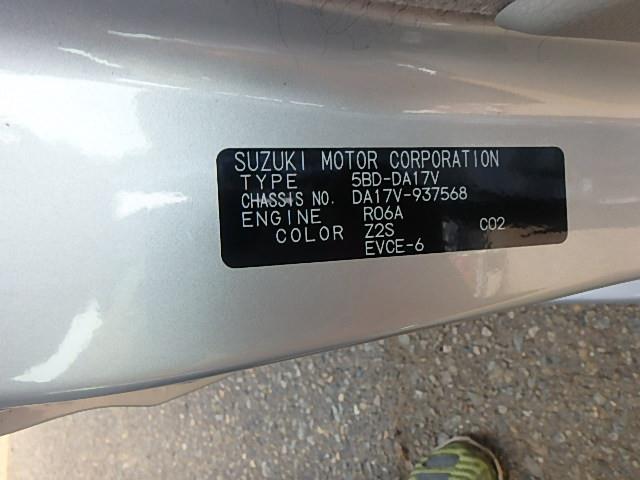 SUZUKI MOTOR CORPORATION
TYPE 5BD-DA17V
CHASSIS NO. DA17V-937568
ENGINE R06A
COLOR Z2S C02
EVCE-6